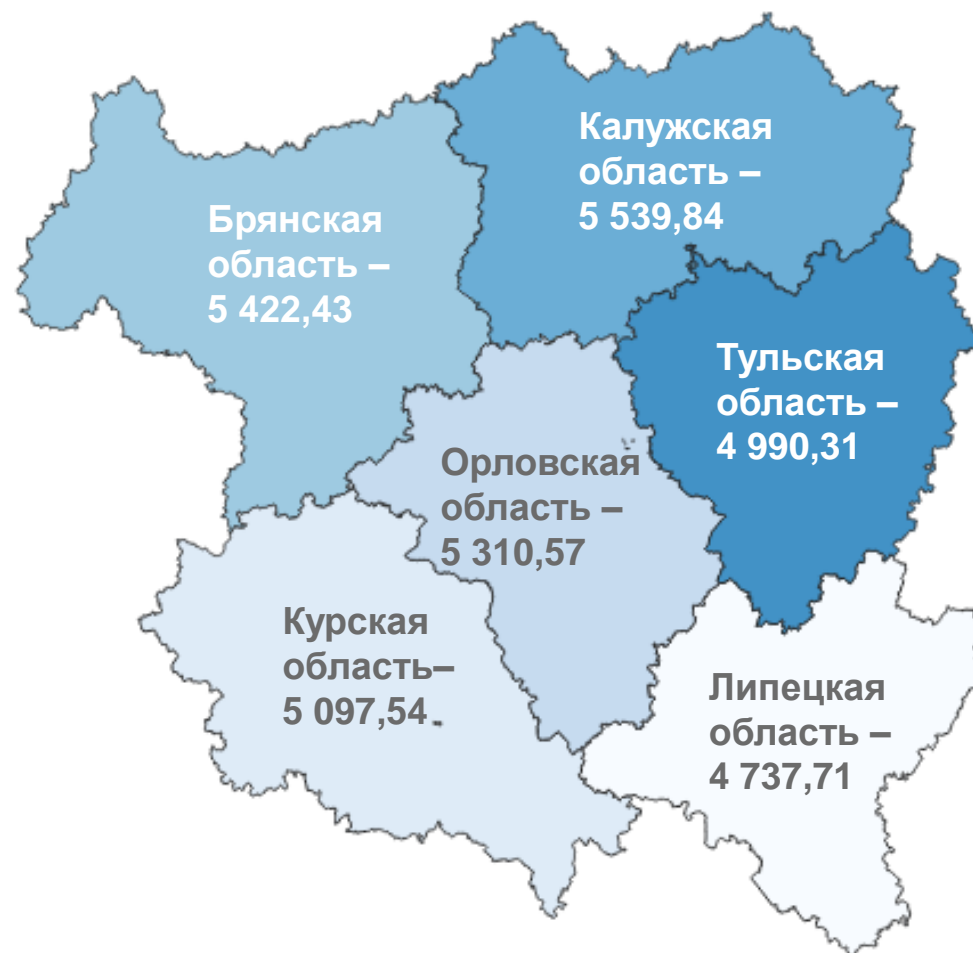 Калужская
область –
5 539,84
Брянская
область –
5 422,43
Тульская
область –
4 990,31
Орловская
область –
5 310,57
Курская
область–
5 097,54
Липецкая
область –
4 737,71